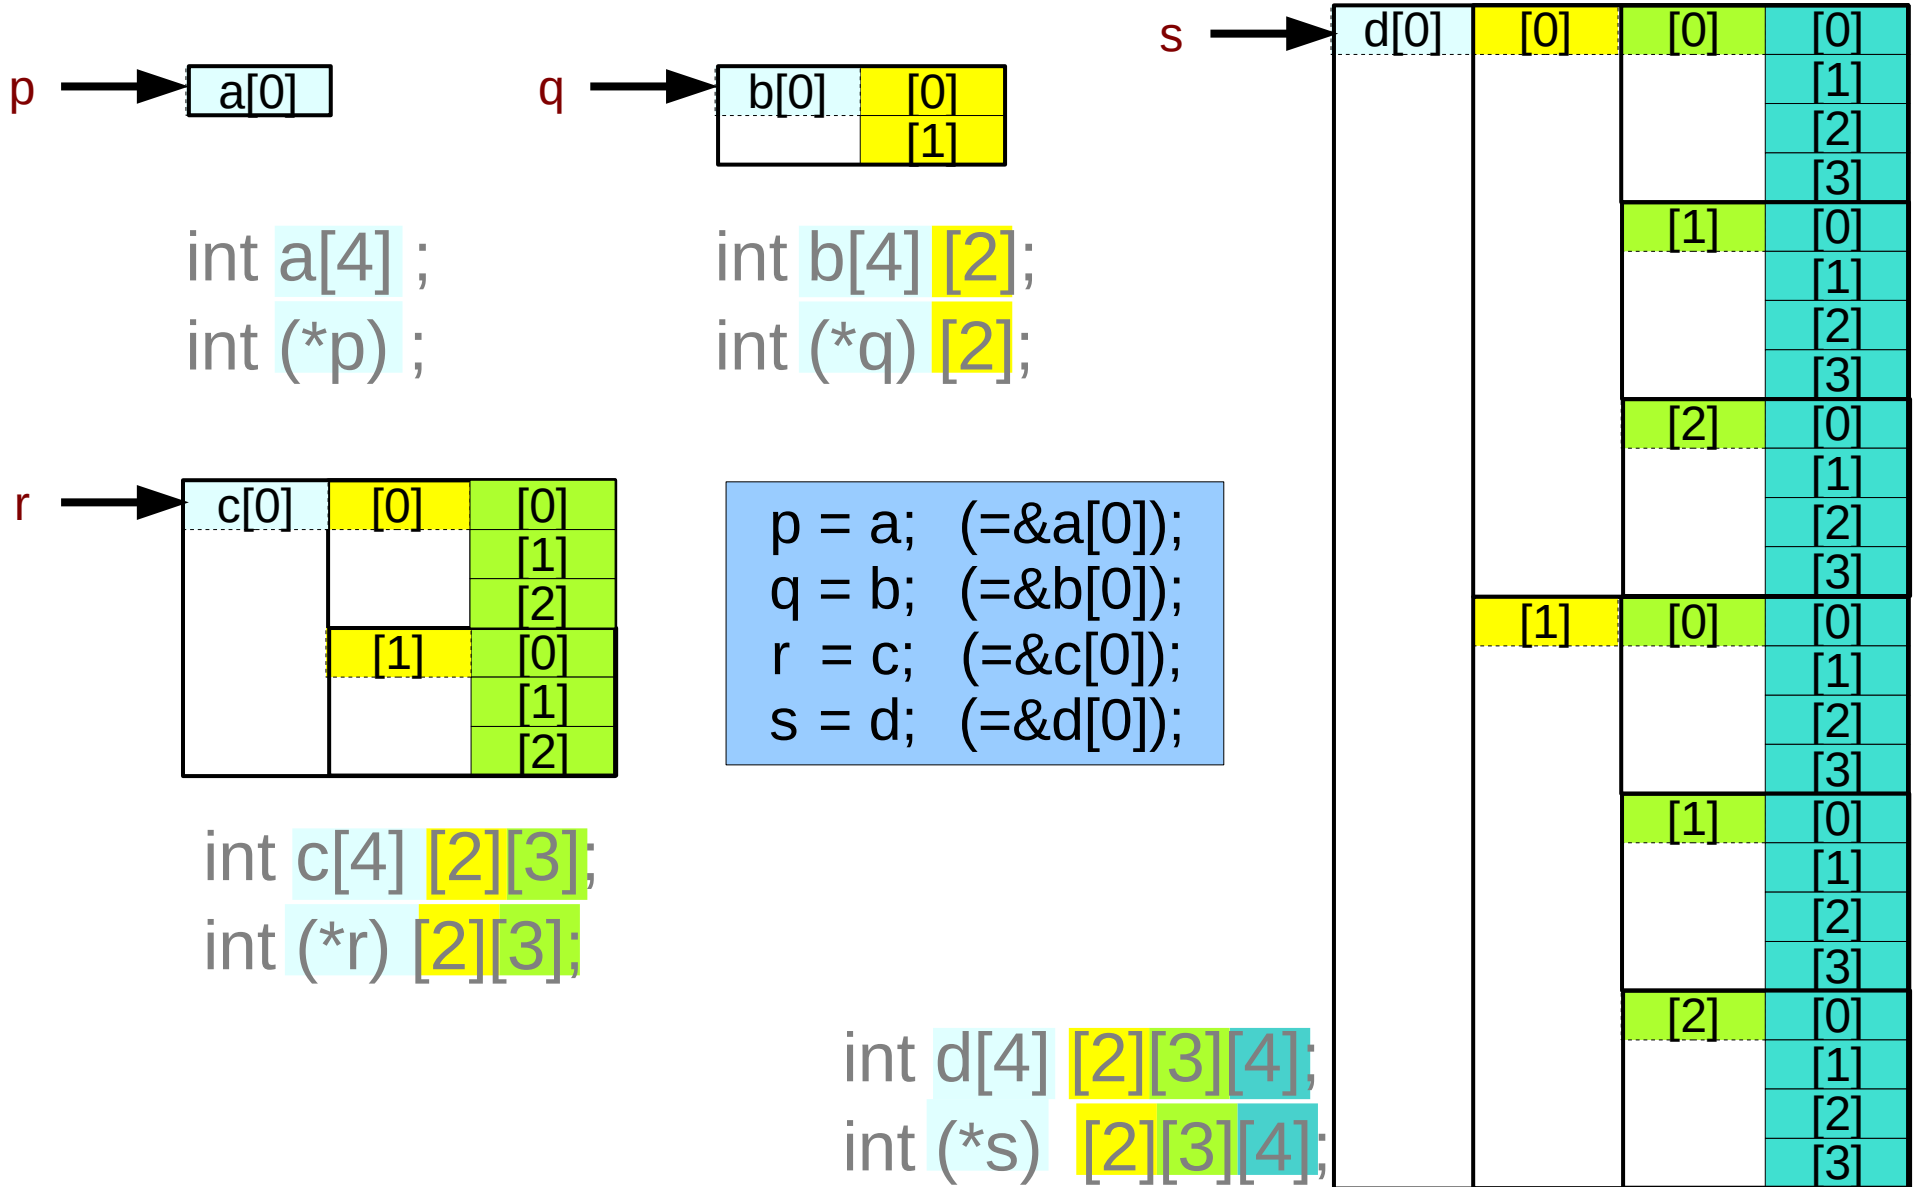 p a[0]
q b[0] [0]
[1]
int a[4] ;
int (*p) ;
int b[4] [2];
int (*q) [2];
r c[0] [0] [0]
[1]
[2]
[1] [0]
[1]
[2]
int c[4] [2][3];
int (*r) [2][3];
p = a; (=&a[0]);
q = b; (=&b[0]);
r = c; (=&c[0]);
s = d; (=&d[0]);
int d[4] [2][3][4];
int (*s) [2][3][4];
s d[0] [0] [0] [0]
[1]
[2]
[3]
[1] [0]
[1]
[2]
[3]
[2] [0]
[1]
[2]
[3]
[1] [0] [0]
[1]
[2]
[3]
[1] [0]
[1]
[2]
[3]
[2] [0]
[1]
[2]
[3]